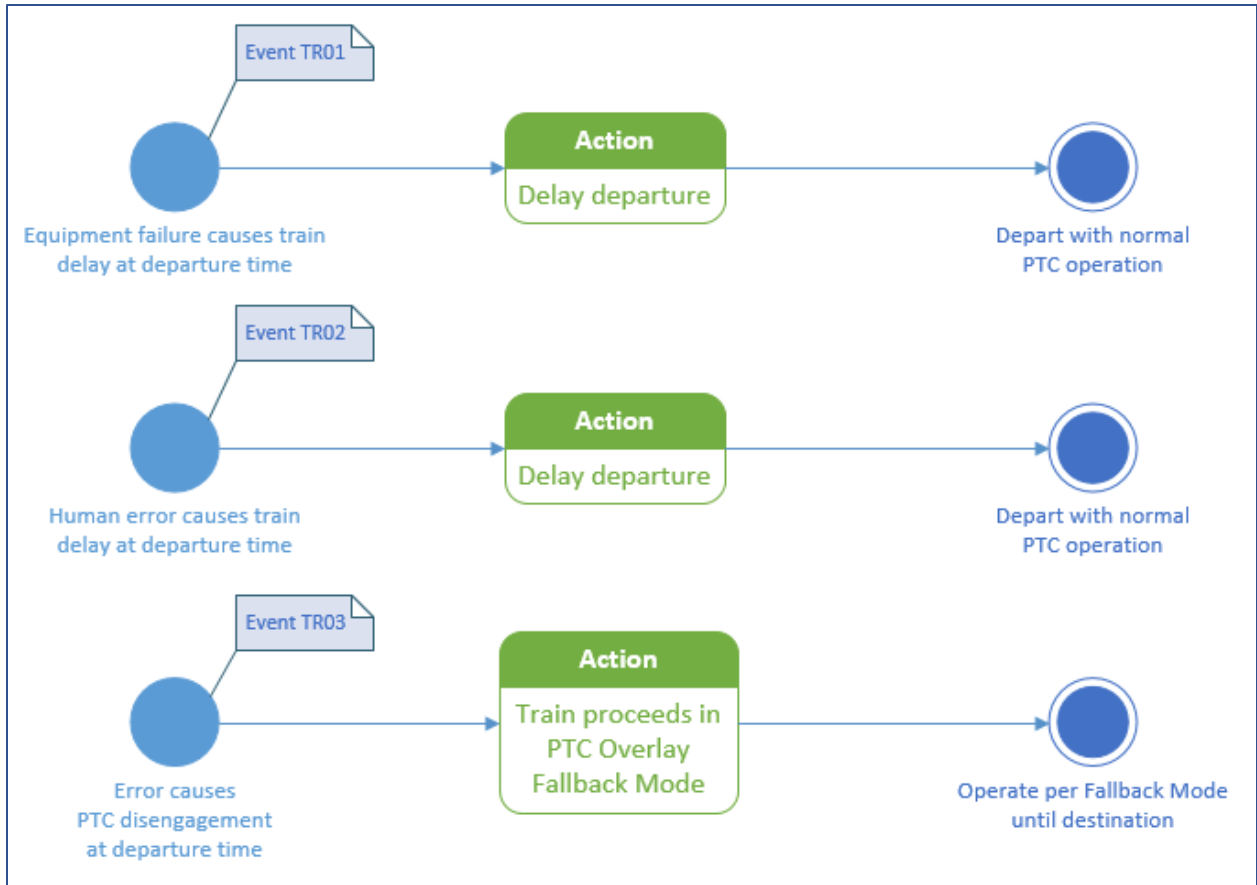 Event TR01
Action
Delay departure
Equipment failure causes train
delay at departure time
Depart with normal
PTC operation
Event TR02
Action
Delay departure
Human error causes train
delay at departure time
Depart with normal
PTC operation
Event TR03
Action
Train proceeds in
PTC Overlay
Fallback Mode
Error causes
PTC disengagement
at departure time
Operate per Fallback Mode
until destination